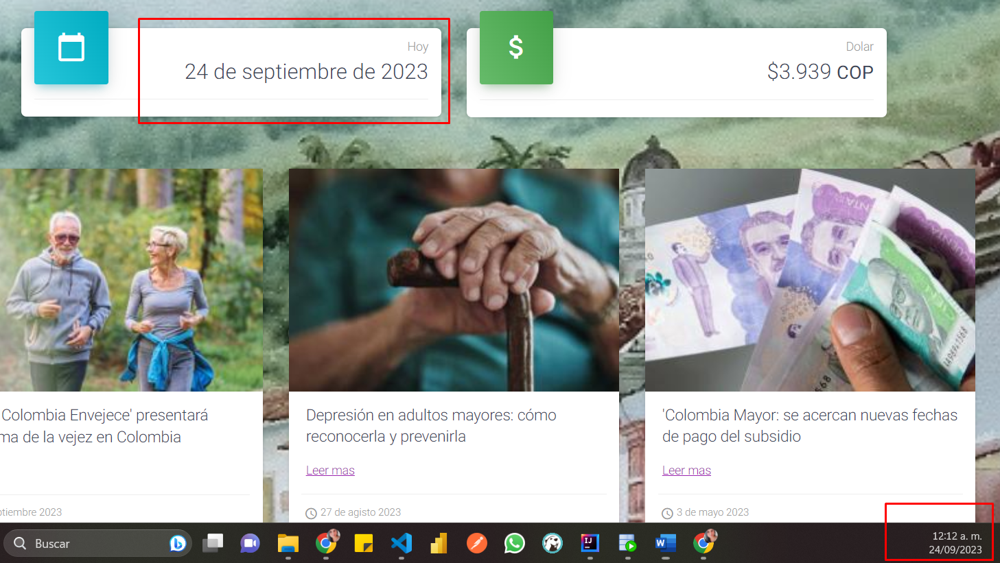 Hoy
24 de septiembre de 2023
Dolar
$3.939 COP
Colombia Envejece' presentará
ma de la vejez en Colombia
ptiembre 2023
Depresión en adultos mayores: cómo
reconocerla y prevenirla
Leer mas
27 de agisto 2023
'Colombia Mayor: se acercan nuevas fechas
de pago del subsidio
Leer mas
3 de mayo 2023
Buscar
12:12 a. m.
24/09/2023